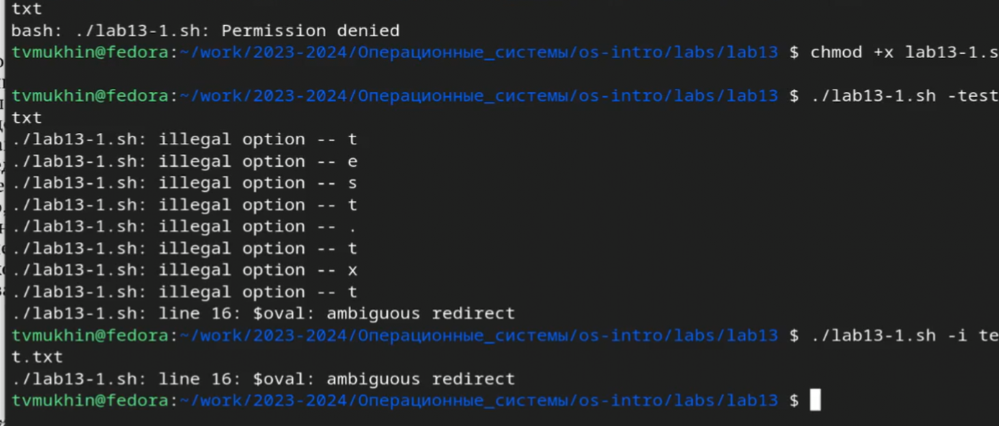 txt
bash: ./lab13-1.sh: Permission denied
tvmukhin@fedora:~/work/2023-2024/Операционные_системы/os-intro/labs/lab13 $ chmod +x lab13-1.s
tvmukhin@fedora:~/work/2023-2024/Операционные_системы/os-intro/labs/lab13 $ ./lab13-1.sh -test
txt
./lab13-1.sh: illegal option -- t
./lab13-1.sh: illegal option -- e
./lab13-1.sh: illegal option -- s
./lab13-1.sh: illegal option -- t
./lab13-1.sh: illegal option -- .
./lab13-1.sh: illegal option -- t
./lab13-1.sh: illegal option -- x
./lab13-1.sh: illegal option -- t
./lab13-1.sh: line 16: $oval: ambiguous redirect
tvmukhin@fedora:~/work/2023-2024/Операционные_системы/os-intro/labs/lab13 $ ./lab13-1.sh -i te
t.txt
./lab13-1.sh: line 16: $oval: ambiguous redirect
tvmukhin@fedora:~/work/2023-2024/Операционные_системы/os-intro/labs/lab13 $